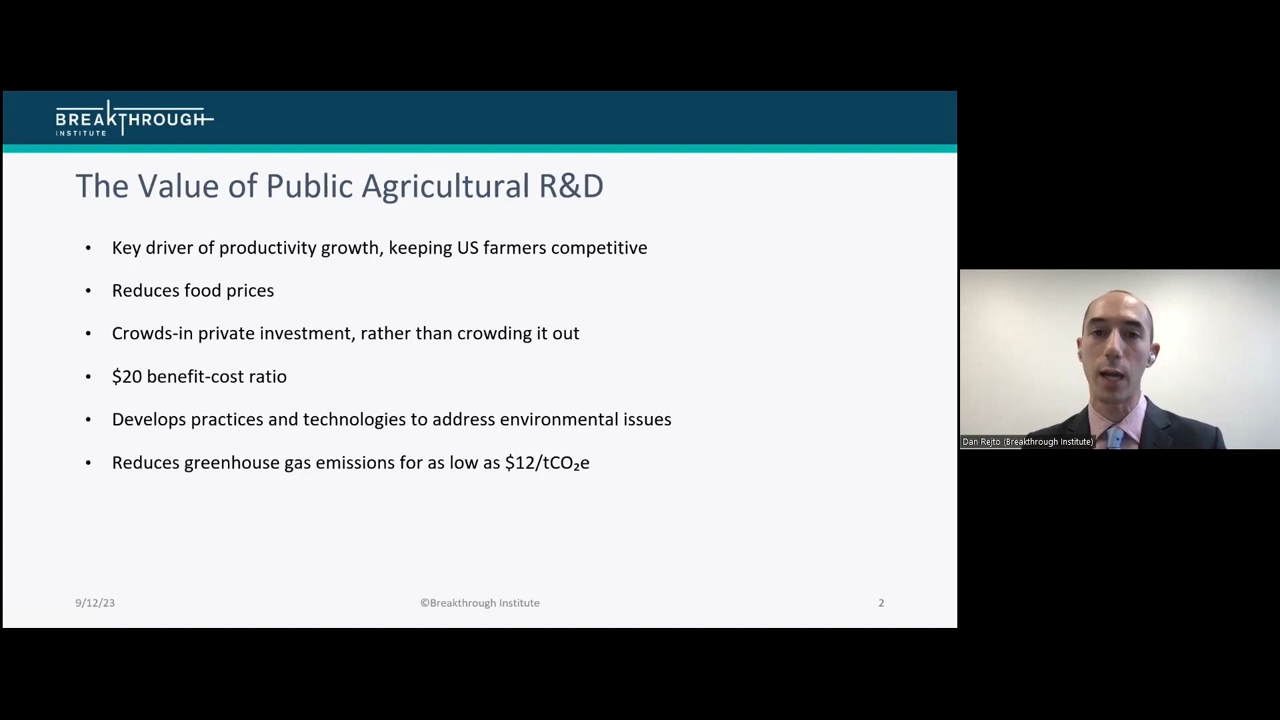 BREAKTHROUGH
INSTITUTE
The Value of Public Agricultural R&D
• Key driver of productivity growth, keeping US farmers competitive
• Reduces food prices
• Crowds-in private investment, rather than crowding it out
• $20 benefit-cost ratio
• Develops practices and technologies to address environmental issues
• Reduces greenhouse gas emissions for as low as $12/tCO₂e
9/12/23
©Breakthrough Institute
2
Dan Rejto (Breakthrough Institute)